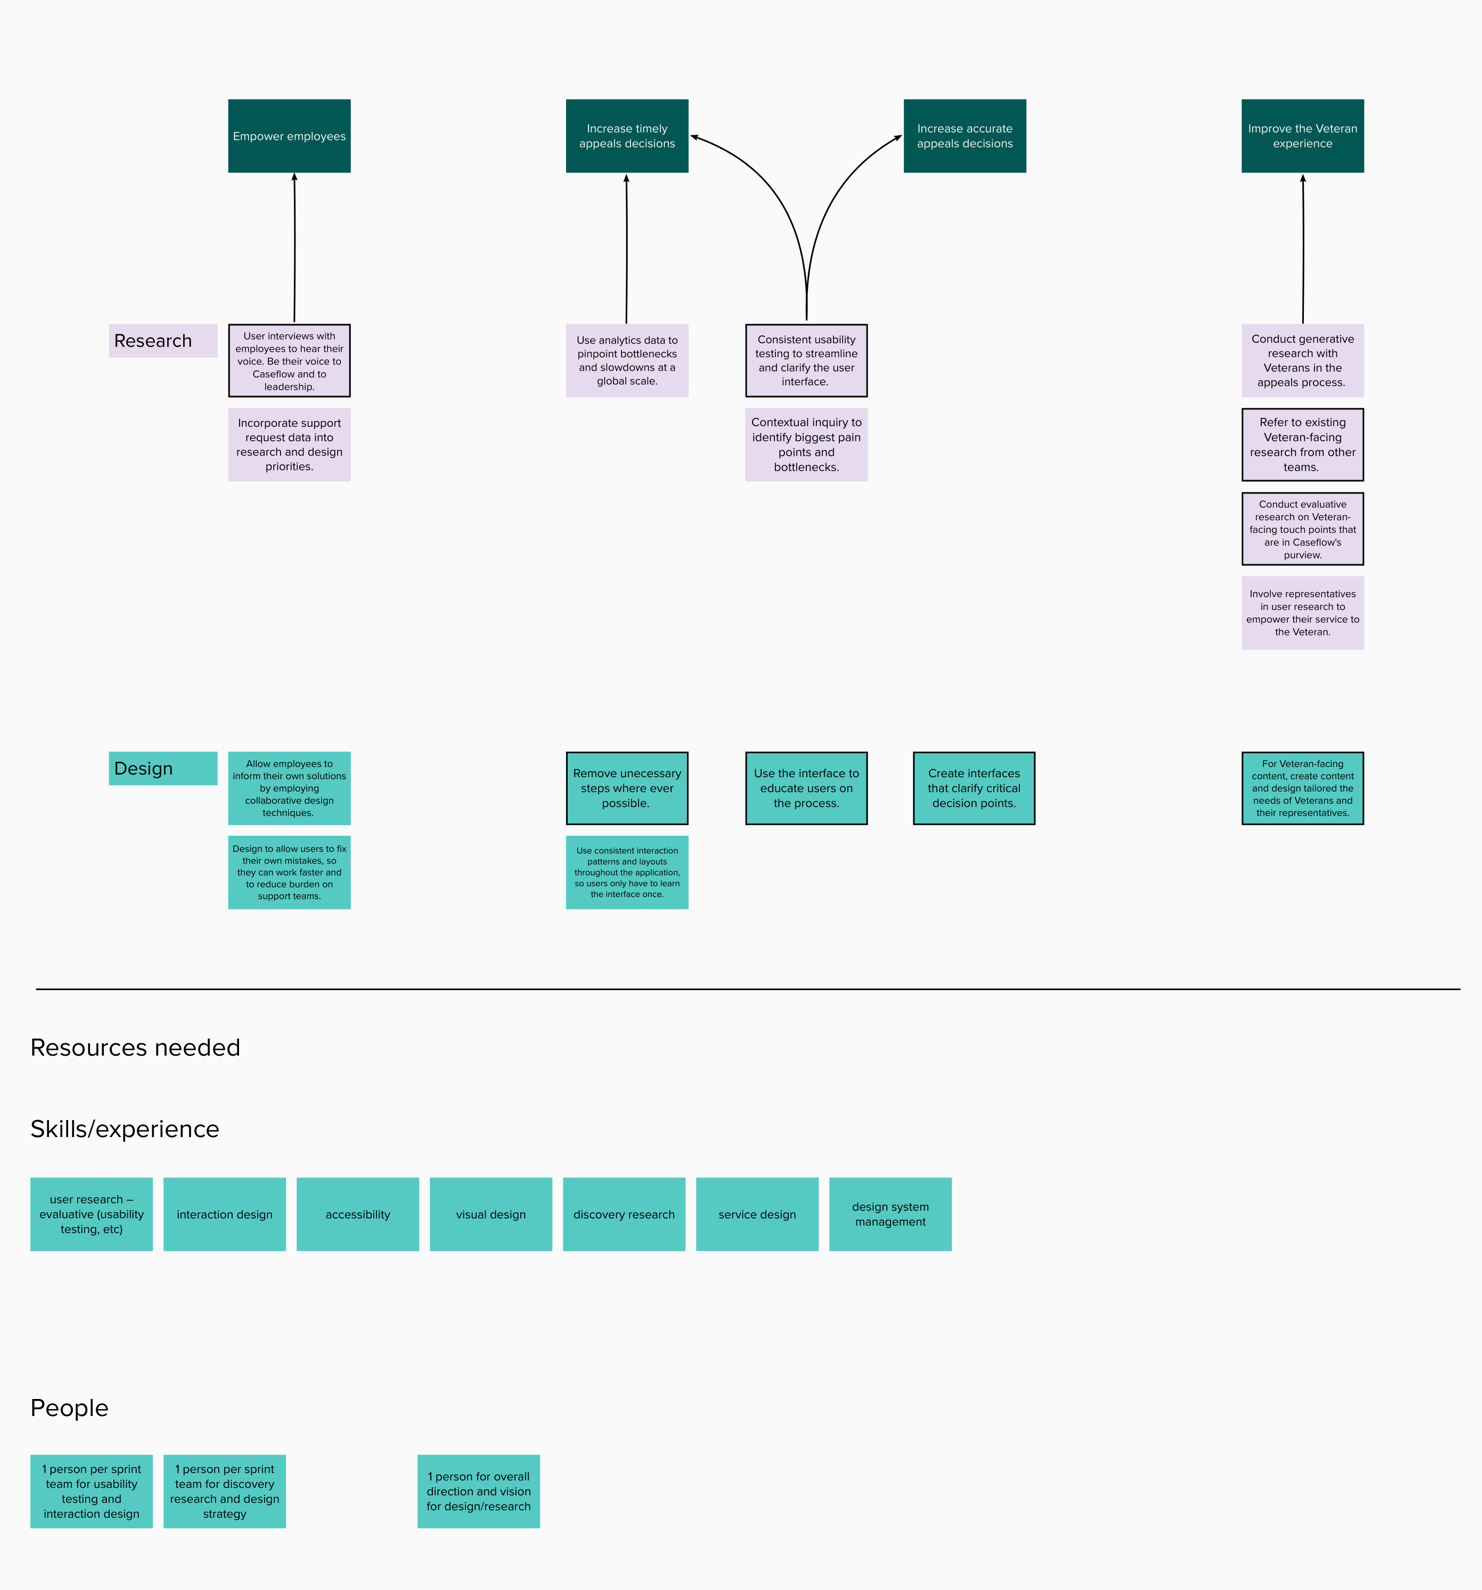 Empower employees
Increase timely
appeals decisions
Increase accurate
appeals decisions
Improve the Veteran
experience
Research
User interviews with
employees to hear their
voice. Be their voice to
Caseflow and to
leadership.
Use analytics data to
pinpoint bottlenecks
and slowdowns at a
global scale.
Consistent usability
testing to streamline
and clarify the user
interface.
Conduct generative
research with
Veterans in the
appeals process.
Incorporate support
request data into
research and design
priorities.
Contextual inquiry to
identify biggest pain
points and
bottlenecks.
Refer to existing
Veteran-facing
research from other
teams.
Conduct evaluative
research on Veteran-
facing touch points that
are in Caseflow's
purview.
Involve representatives
in user research to
empower their service to
the Veteran.
Design
Allow employees to
inform their own solutions
by employing
collaborative design
techniques.
Remove unecessary
steps where ever
possible.
Use the interface to
educate users on
the process.
Create interfaces
that clarify critical
decision points.
For Veteran-facing
content, create content
and design tailored the
needs of Veterans and
their representatives.
Design to allow users to fix
their own mistakes, so
they can work faster and
to reduce burden on
support teams.
Use consistent interaction
patterns and layouts
throughout the application,
so users only have to learn
the interface once.
Resources needed
Skills/experience
user research –
evaluative (usability
testing, etc)
interaction design
accessibility
visual design
discovery research
service design
design system
management
People
1 person per sprint
team for usability
testing and
interaction design
1 person per sprint
team for discovery
research and design
strategy
1 person for overall
direction and vision
for design/research